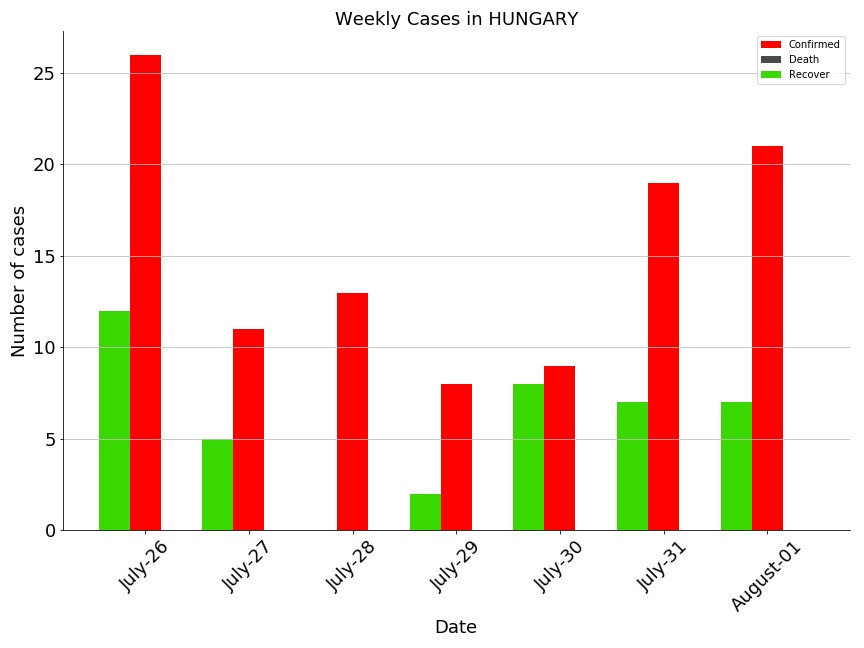 Weekly Cases in HUNGARY
Confirmed
Death
Recover
Number of cases
25
20
15
10
5
0
July-26
July-27
July-28
July-29
July-30
July-31
August-01
Date